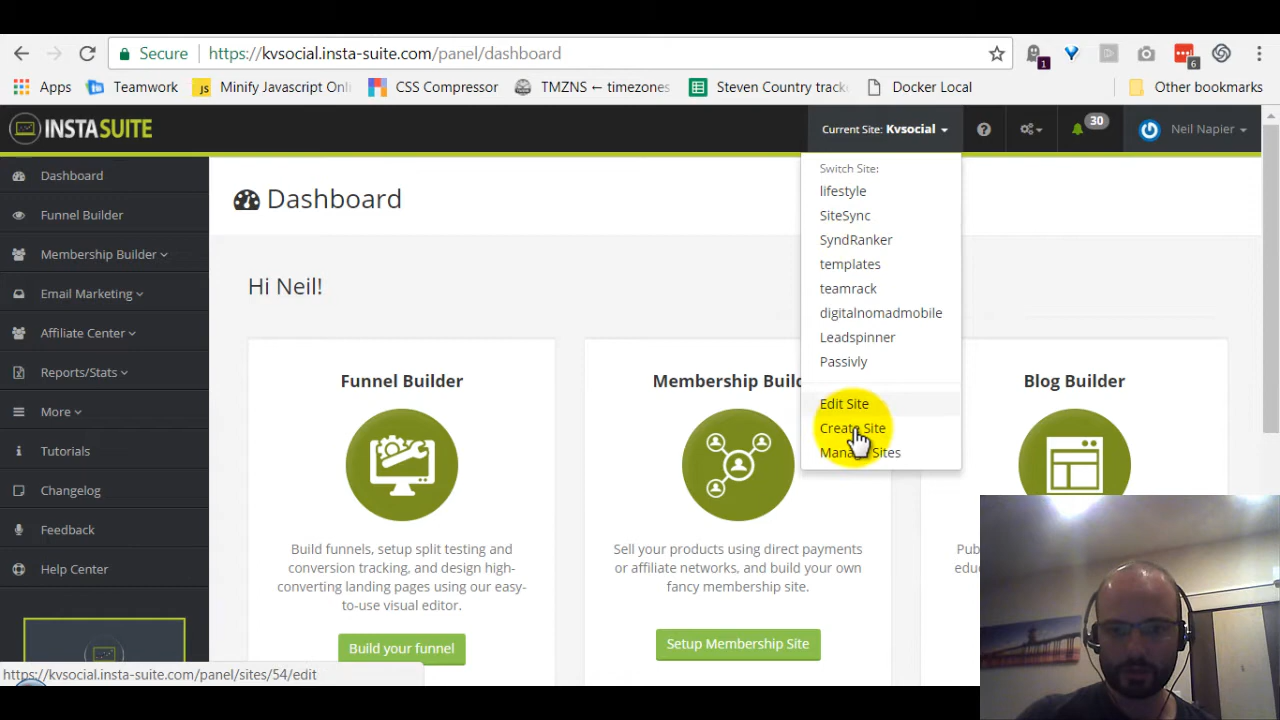 Secure https://kvsocial.insta-suite.com/panel/dashboard
1
6
Apps Teamwork JS Minify Javascript Onli CSS Compressor TMZNS ← timezones Steven Country track Docker Local Other bookmarks
INSTASUITE
Current Site: Kvsocial
30
Neil Napier
Dashboard
Funnel Builder
Membership Builder
Email Marketing
Affiliate Center
Reports/Stats
More
Tutorials
Changelog
Feedback
Help Center
Dashboard
Hi Neil!
Switch Site:
lifestyle
SiteSync
SyndRanker
templates
teamrack
digitalnomadmobile
Leadspinner
Passivly
Edit Site
Create Site
Manage Sites
Funnel Builder
Build funnels, setup split testing and
conversion tracking, and design high-
converting landing pages using our easy-
to-use visual editor.
Build your funnel
Membership Build
Sell your products using direct payments
or affiliate networks, and build your own
fancy membership site.
Setup Membership Site
Blog Builder
https://kvsocial.insta-suite.com/panel/sites/54/edit